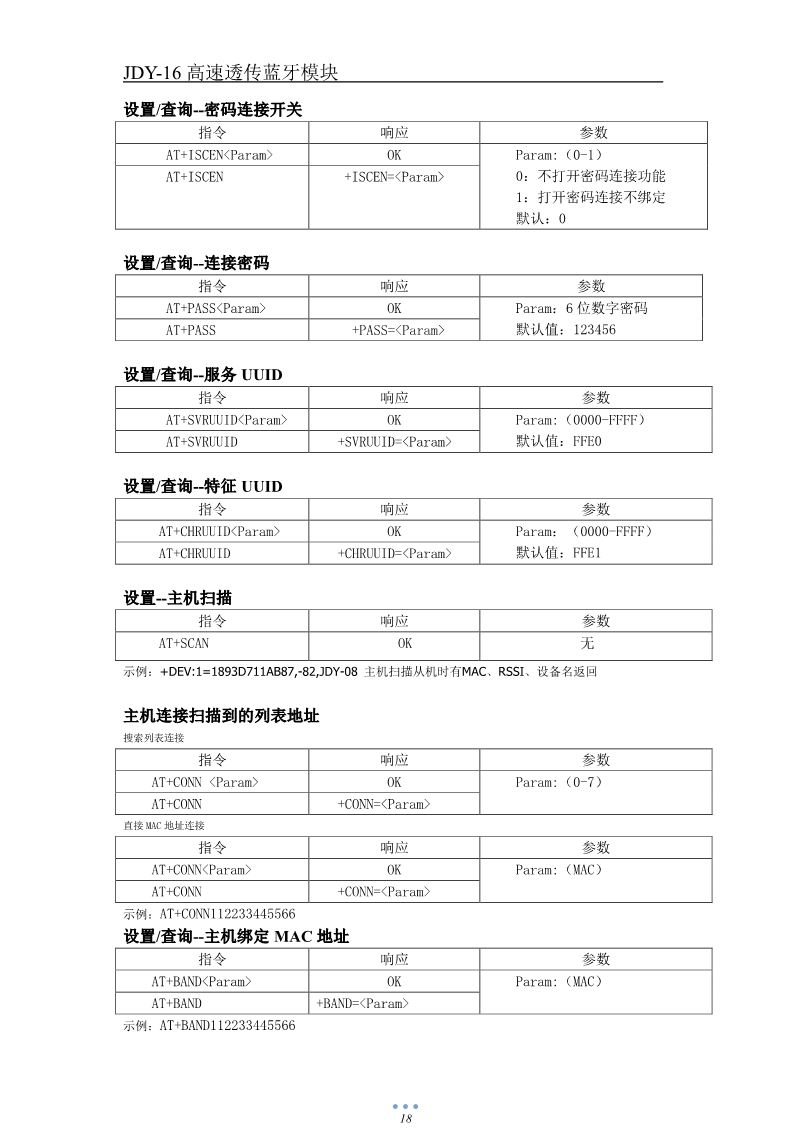 JDY-16 高速透传蓝牙模块
设置/查询--密码连接开关
指令 响应 参数
AT+ISCEN<Param> OK Param:（0-1）
AT+ISCEN +ISCEN=<Param> 0：不打开密码连接功能
1：打开密码连接不绑定
默认：0
设置/查询--连接密码
指令 响应 参数
AT+PASS<Param> OK Param：6 位数字密码
AT+PASS +PASS=<Param> 默认值：123456
设置/查询--服务 UUID
指令 响应 参数
AT+SVRUUID<Param> OK Param:（0000-FFFF）
AT+SVRUUID +SVRUUID=<Param> 默认值：FFE0
设置/查询--特征 UUID
指令 响应 参数
AT+CHRUUID<Param> OK Param：（0000-FFFF）
AT+CHRUUID +CHRUUID=<Param> 默认值：FFE1
设置--主机扫描
指令 响应 参数
AT+SCAN OK 无
示例：+DEV:1=1893D711AB87,-82,JDY-08 主机扫描从机时有MAC、RSSI、设备名返回
主机连接扫描到的列表地址
搜索列表连接
指令 响应 参数
AT+CONN <Param> OK Param:（0-7）
AT+CONN +CONN=<Param>
直接 MAC 地址连接
指令 响应 参数
AT+CONN<Param> OK Param:（MAC）
AT+CONN +CONN=<Param>
示例：AT+CONN112233445566
设置/查询--主机绑定 MAC 地址
指令 响应 参数
AT+BAND<Param> OK Param:（MAC）
AT+BAND +BAND=<Param>
示例：AT+BAND112233445566
18